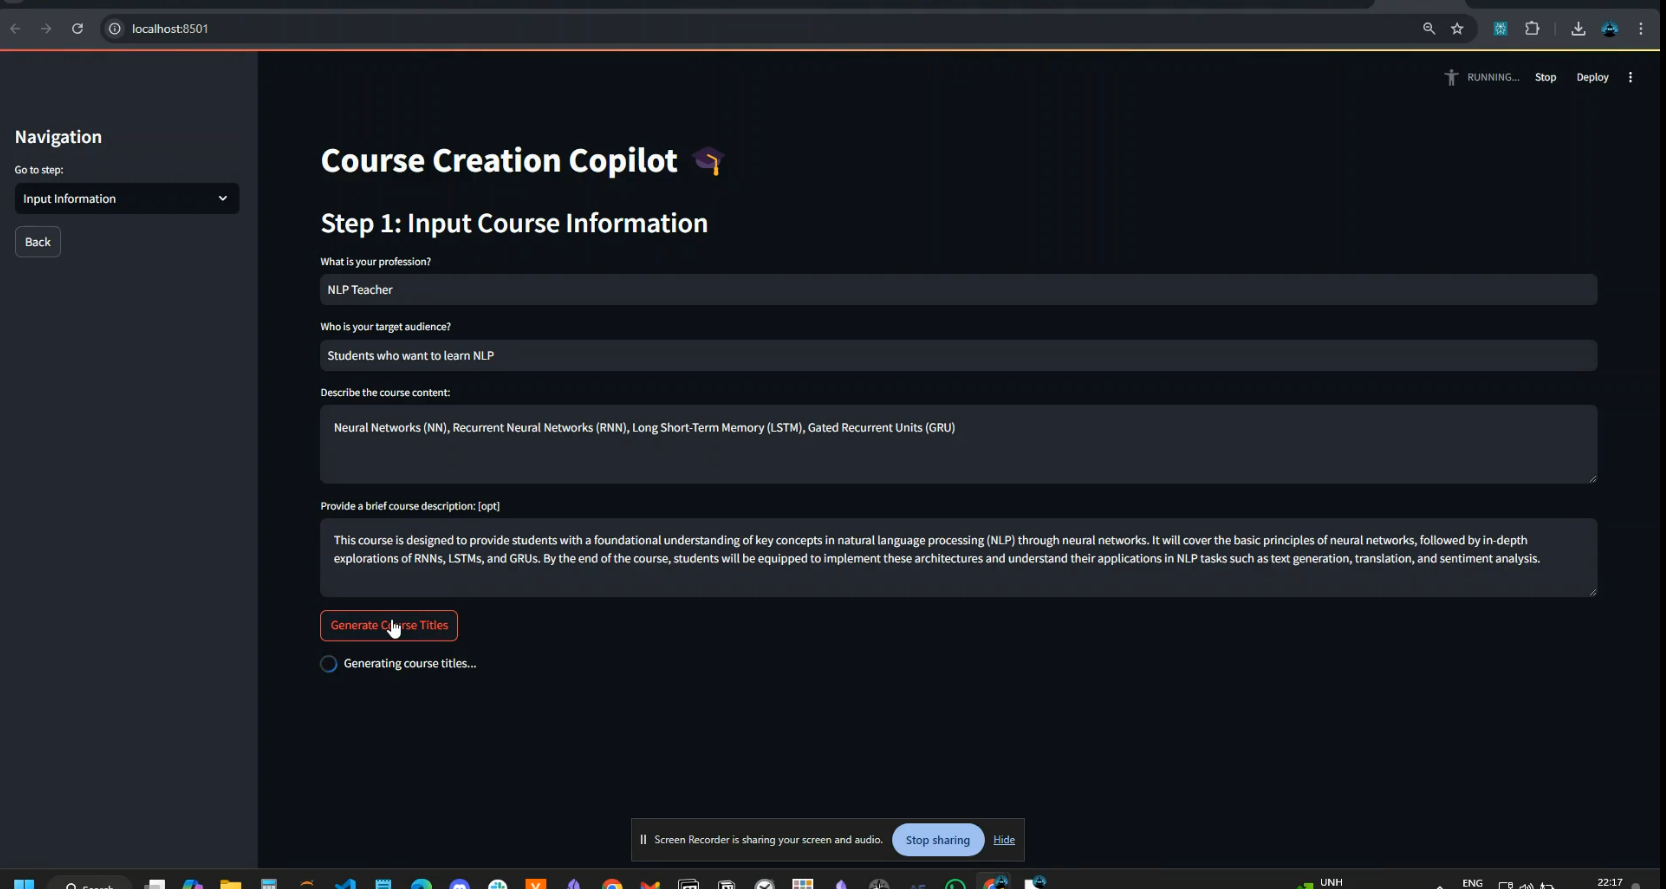 localhost:8501
RUNNING... Stop Deploy
Navigation
Go to step:
Input Information
Back
Course Creation Copilot
Step 1: Input Course Information
What is your profession?
NLP Teacher
Who is your target audience?
Students who want to learn NLP
Describe the course content:
Neural Networks (NN), Recurrent Neural Networks (RNN), Long Short-Term Memory (LSTM), Gated Recurrent Units (GRU)
Provide a brief course description: [opt]
This course is designed to provide students with a foundational understanding of key concepts in natural language processing (NLP) through neural networks. It will cover the basic principles of neural networks, followed by in-depth
explorations of RNNs, LSTMs, and GRUs. By the end of the course, students will be equipped to implement these architectures and understand their applications in NLP tasks such as text generation, translation, and sentiment analysis.
Generate Course Titles
Generating course titles...
Screen Recorder is sharing your screen and audio. Stop sharing Hide
Search UNH ENG 22:17